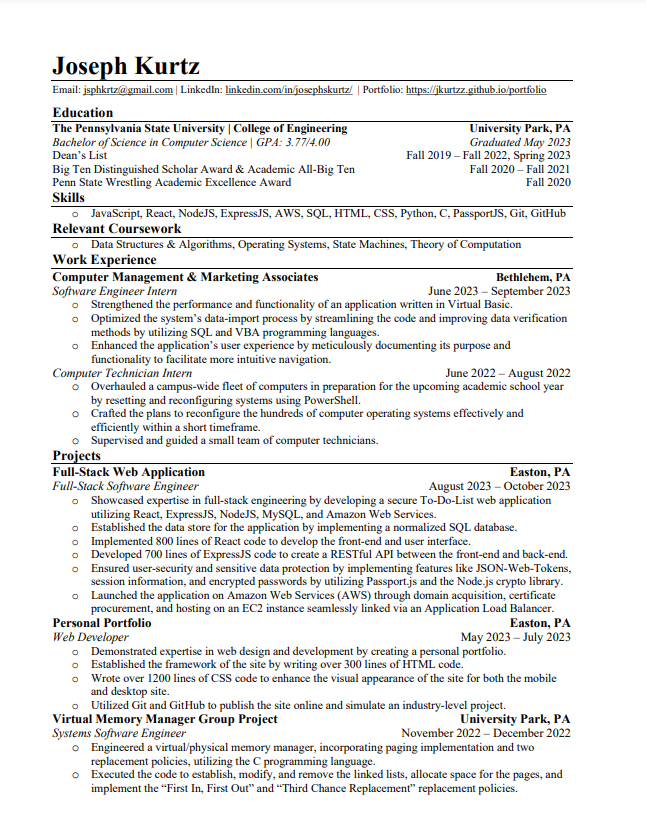 Joseph Kurtz
Email: jsphkrtz@gmail.com | LinkedIn: linkedin.com/in/josephskurtz/ | Portfolio: https://jkurtzz.github.io/portfolio
Education
The Pennsylvania State University | College of Engineering University Park, PA
Bachelor of Science in Computer Science | GPA: 3.77/4.00 Graduated May 2023
Dean's List Fall 2019 – Fall 2022, Spring 2023
Big Ten Distinguished Scholar Award & Academic All-Big Ten Fall 2020 – Fall 2021
Penn State Wrestling Academic Excellence Award Fall 2020
Skills
o JavaScript, React, NodeJS, ExpressJS, AWS, SQL, HTML, CSS, Python, C, PassportJS, Git, GitHub
Relevant Coursework
o Data Structures & Algorithms, Operating Systems, State Machines, Theory of Computation
Work Experience
Computer Management & Marketing Associates Bethlehem, PA
Software Engineer Intern June 2023 – September 2023
o Strengthened the performance and functionality of an application written in Virtual Basic.
o Optimized the system's data-import process by streamlining the code and improving data verification
methods by utilizing SQL and VBA programming languages.
o Enhanced the application's user experience by meticulously documenting its purpose and
functionality to facilitate more intuitive navigation.
Computer Technician Intern June 2022 – August 2022
o Overhauled a campus-wide fleet of computers in preparation for the upcoming academic school year
by resetting and reconfiguring systems using PowerShell.
o Crafted the plans to reconfigure the hundreds of computer operating systems effectively and
efficiently within a short timeframe.
o Supervised and guided a small team of computer technicians.
Projects
Full-Stack Web Application Easton, PA
Full-Stack Software Engineer August 2023 – October 2023
o Showcased expertise in full-stack engineering by developing a secure To-Do-List web application
utilizing React, ExpressJS, NodeJS, MySQL, and Amazon Web Services.
o Established the data store for the application by implementing a normalized SQL database.
o Implemented 800 lines of React code to develop the front-end and user interface.
o Developed 700 lines of ExpressJS code to create a RESTful API between the front-end and back-end.
o Ensured user-security and sensitive data protection by implementing features like JSON-Web-Tokens,
session information, and encrypted passwords by utilizing Passport.js and the Node.js crypto library.
o Launched the application on Amazon Web Services (AWS) through domain acquisition, certificate
procurement, and hosting on an EC2 instance seamlessly linked via an Application Load Balancer.
Personal Portfolio Easton, PA
Web Developer May 2023 – July 2023
o Demonstrated expertise in web design and development by creating a personal portfolio.
o Established the framework of the site by writing over 300 lines of HTML code.
o Wrote over 1200 lines of CSS code to enhance the visual appearance of the site for both the mobile
and desktop site.
o Utilized Git and GitHub to publish the site online and simulate an industry-level project.
Virtual Memory Manager Group Project University Park, PA
Systems Software Engineer November 2022 – December 2022
o Engineered a virtual/physical memory manager, incorporating paging implementation and two
replacement policies, utilizing the C programming language.
o Executed the code to establish, modify, and remove the linked lists, allocate space for the pages, and
implement the “First In, First Out” and “Third Chance Replacement” replacement policies.